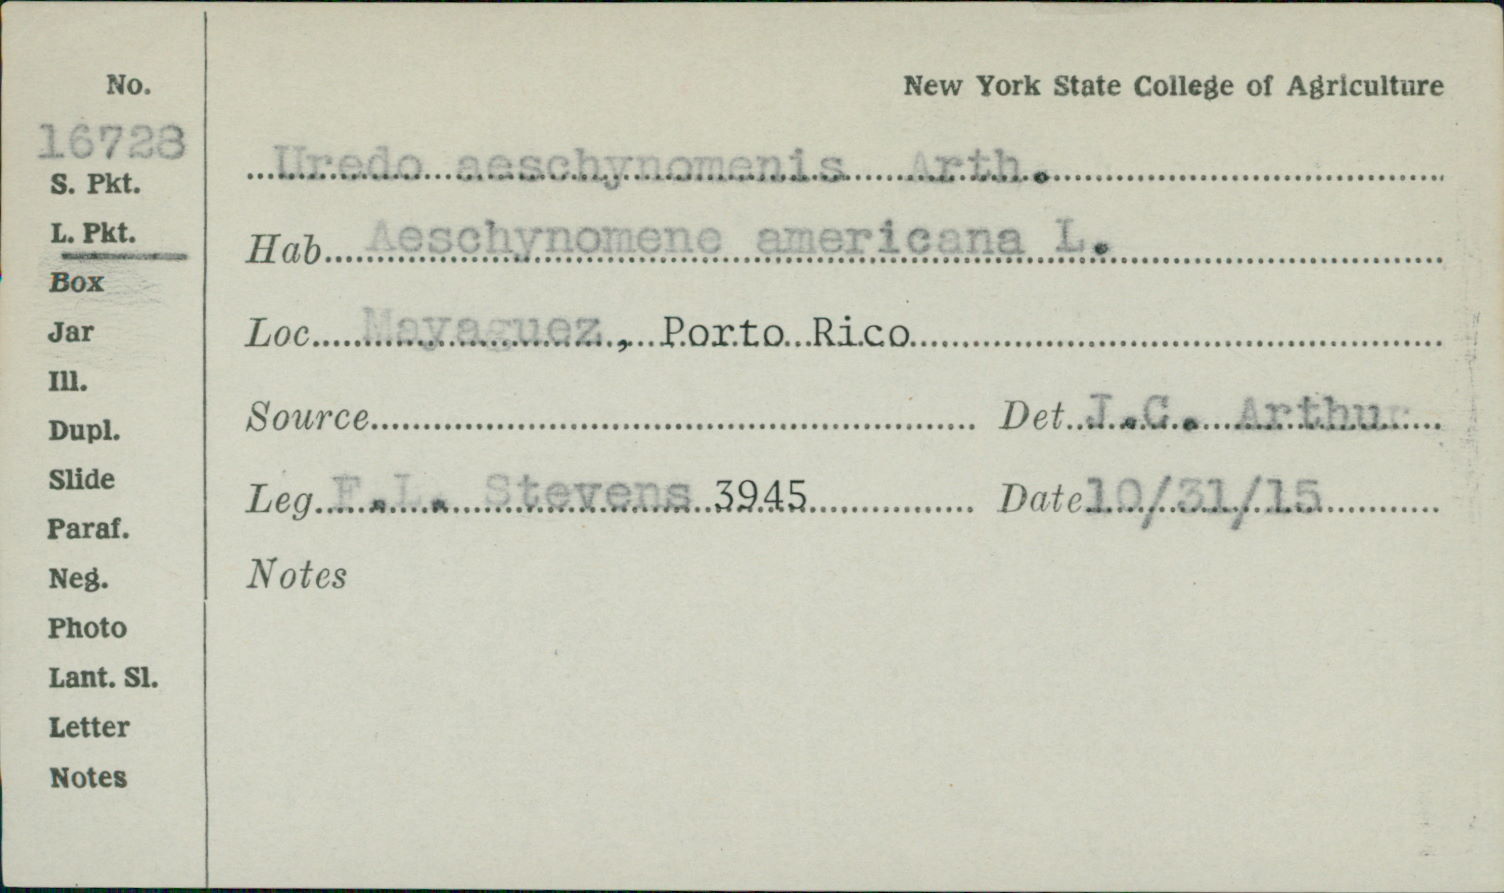 No.
New York State College of Agriculture
16728
Uredo aeschynomenis Arth.
S. Pkt.
L. Pkt.
Hab. Aeschynomene americana L.
Box
Jar
Loc. Mayaguez, Porto Rico
Ill.
Dupl.
Source Det. J.C. Arthur
Slide
Leg. F.L. Stevens 3945 Date 10/31/15
Paraf.
Neg.
Notes
Photo
Lant. Sl.
Letter
Notes